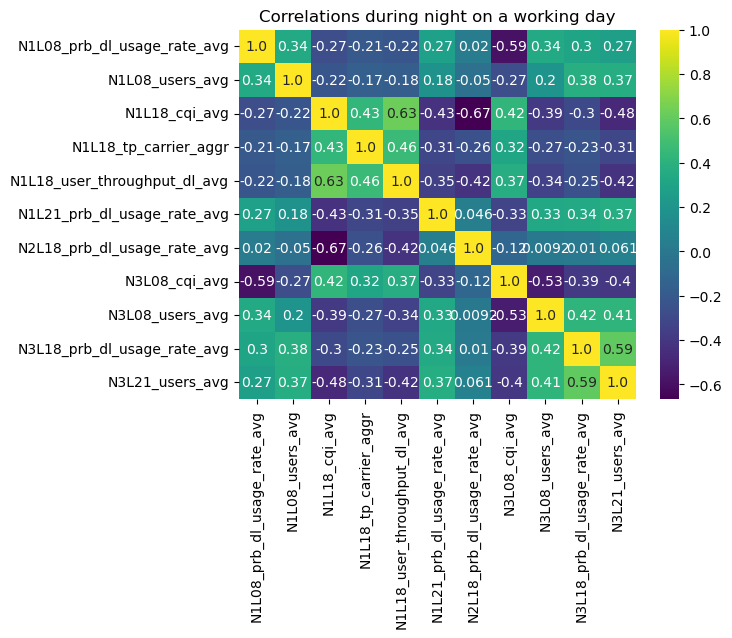 Correlations during night on a working day
N1L08_prb_dl_usage_rate_avg 1.0 0.34 -0.27 -0.21 -0.22 0.27 0.02 -0.59 0.34 0.3 0.27
N1L08_users_avg 0.34 1.0 -0.22 -0.17 -0.18 0.18 -0.05 -0.27 0.2 0.38 0.37
N1L18_cqi_avg -0.27 -0.22 1.0 0.43 0.63 -0.43 -0.67 0.42 -0.39 -0.3 -0.48
N1L18_tp_carrier_aggr -0.21 -0.17 0.43 1.0 0.46 -0.31 -0.26 0.32 -0.27 -0.23 -0.31
N1L18_user_throughput_dl_avg -0.22 -0.18 0.63 0.46 1.0 -0.35 -0.42 0.37 -0.34 -0.25 -0.42
N1L21_prb_dl_usage_rate_avg 0.27 0.18 -0.43 -0.31 -0.35 1.0 0.046 -0.33 0.33 0.34 0.37
N2L18_prb_dl_usage_rate_avg 0.02 -0.05 -0.67 -0.26 -0.42 0.046 1.0 -0.12 0.0092 0.01 0.061
N3L08_cqi_avg -0.59 -0.27 0.42 0.32 0.37 -0.33 -0.12 1.0 -0.53 -0.39 -0.4
N3L08_users_avg 0.34 0.2 -0.39 -0.27 -0.34 0.33 0.0092 -0.53 1.0 0.42 0.41
N3L18_prb_dl_usage_rate_avg 0.3 0.38 -0.3 -0.23 -0.25 0.34 0.01 -0.39 0.42 1.0 0.59
N3L21_users_avg 0.27 0.37 -0.48 -0.31 -0.42 0.37 0.061 -0.4 0.41 0.59 1.0
N1L08_prb_dl_usage_rate_avg
N1L08_users_avg
N1L18_cqi_avg
N1L18_tp_carrier_aggr
N1L18_user_throughput_dl_avg
N1L21_prb_dl_usage_rate_avg
N2L18_prb_dl_usage_rate_avg
N3L08_cqi_avg
N3L08_users_avg
N3L18_prb_dl_usage_rate_avg
N3L21_users_avg
1.0
0.8
0.6
0.4
0.2
0.0
−0.2
−0.4
−0.6